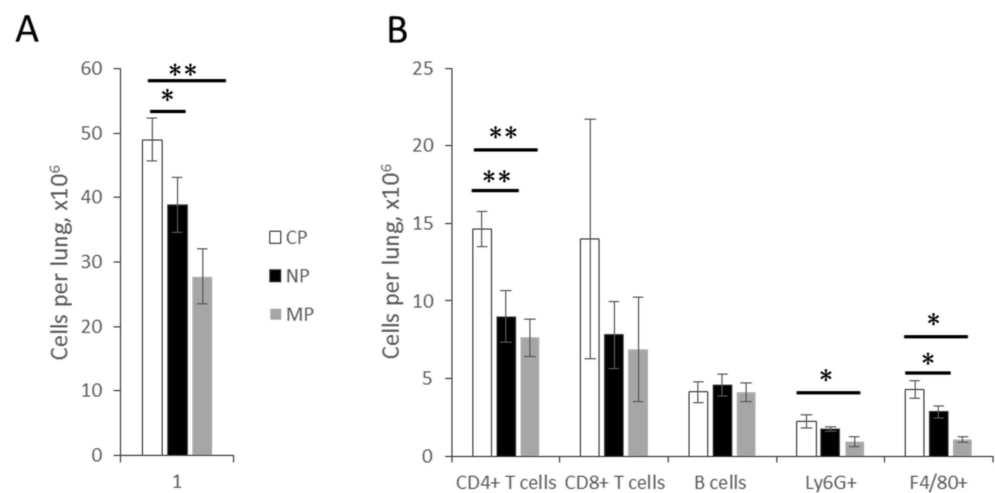 A
60
50
40
30
20
10
0
Cells per lung, x10⁶
**
*
1
CP
NP
MP
B
25
20
15
10
5
0
Cells per lung, x10⁶
**
**
*
*
*
CD4+ T cells CD8+ T cells B cells Ly6G+ F4/80+